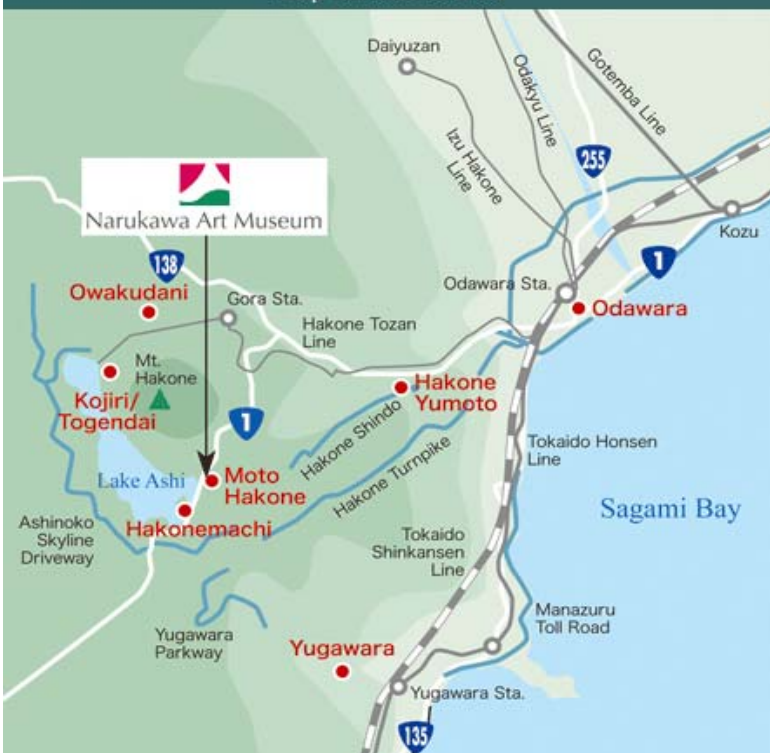 Daiyuzan
Odakyu Line
Gotemba Line
Izu Hakone
Line
255
Narukawa Art Museum
Kozu
138
1
Odawara Sta.
Owakudani
Gora Sta.
Odawara
Hakone Tozan
Line
Mt.
Hakone
Kojiri/
Togendai
Hakone
Yumoto
1
Hakone Shindo
Hakone Turnpike
Tokaido Honsen
Line
Lake Ashi
Moto
Hakone
Sagami Bay
Hakonemachi
Ashinoko
Skyline
Driveway
Tokaido
Shinkansen
Line
Manazuru
Toll Road
Yugawara
Parkway
Yugawara
Yugawara Sta.
135